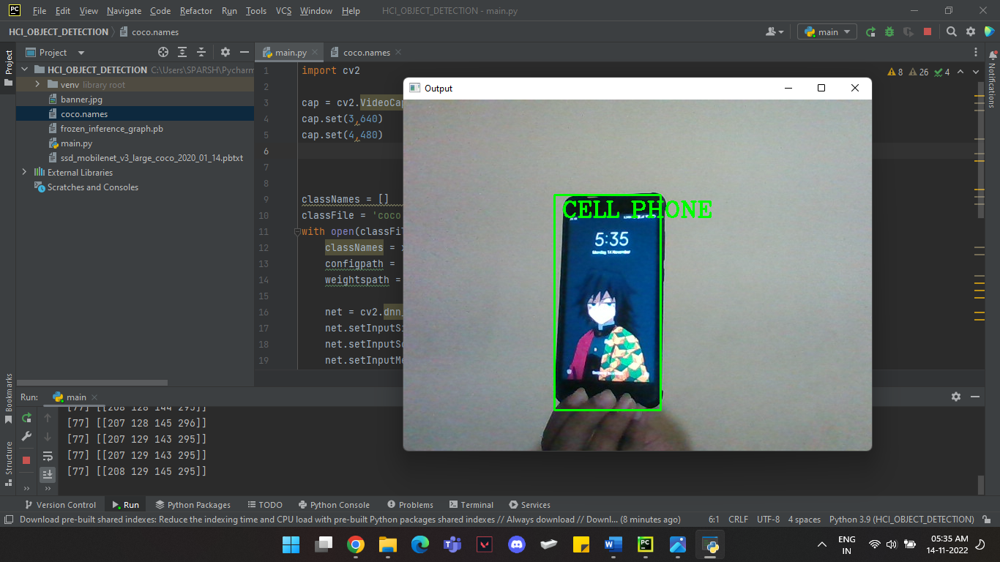 PC File Edit View Navigate Code Refactor Run Tools VCS Window Help HCI_OBJECT_DETECTION - main.py
HCI_OBJECT_DETECTION coco.names main
Project
Project
HCI_OBJECT_DETECTION C:\Users\SPARSH\Pycharm
venv library root
banner.jpg
coco.names
frozen_inference_graph.pb
main.py
ssd_mobilenet_v3_large_coco_2020_01_14.pbtxt
External Libraries
Scratches and Consoles
main.py coco.names
8 26 4
Notifications
1 import cv2
2
3 cap = cv2.VideoCap
4 cap.set(3,640)
5 cap.set(4,480)
6
7
8
9 classNames = []
10 classFile = 'coco
11 with open(classFil
12 classNames =
13 configpath =
14 weightspath =
15
16 net = cv2.dnn_
17 net.setInputSi
18 net.setInputSc
19 net.setInputMe
Output
CELL PHONE
5:35
Monday 14 November
Bookmarks
Structure
Run: main
[77] [[208 128 144 295]]
[77] [[207 128 145 296]]
[77] [[207 129 143 295]]
[77] [[207 129 143 295]]
[77] [[208 129 145 295]]
Version Control Run Python Packages TODO Python Console Problems Terminal Services
Download pre-built shared indexes: Reduce the indexing time and CPU load with pre-built Python packages shared indexes // Always download // Downl... (8 minutes ago) 6:1 CRLF UTF-8 4 spaces Python 3.9 (HCI_OBJECT_DETECTION)
ENG
IN
05:35 AM
14-11-2022